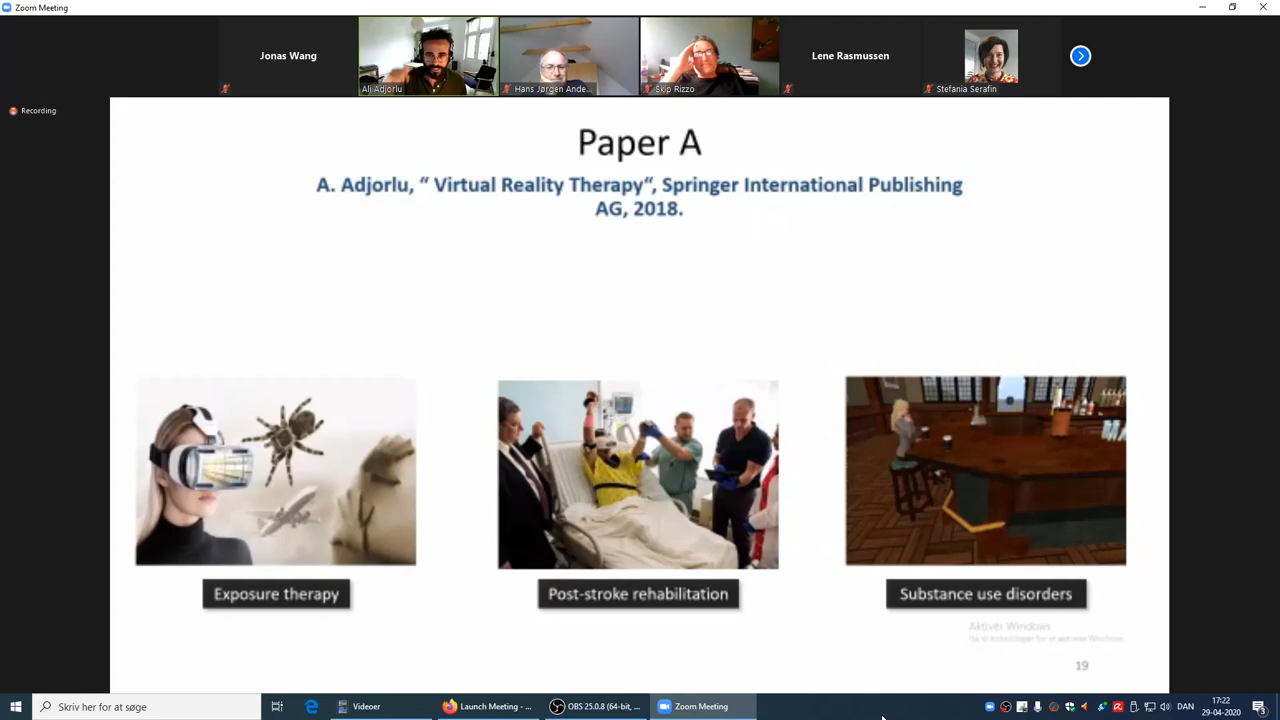 Zoom Meeting
Jonas Wang
Ali Adjorlu
Hans Jørgen Ande...
Skip Rizzo
Lene Rasmussen
Stefania Serafin
Recording
Paper A
A. Adjorlu, “ Virtual Reality Therapy“, Springer International Publishing
AG, 2018.
Exposure therapy
Post-stroke rehabilitation
Substance use disorders
Aktivér Windows
19
Skriv her for at søge
Videoer
Launch Meeting - ...
OBS 25.0.8 (64-bit, ...
Zoom Meeting
DAN
17:22
29-04-2020